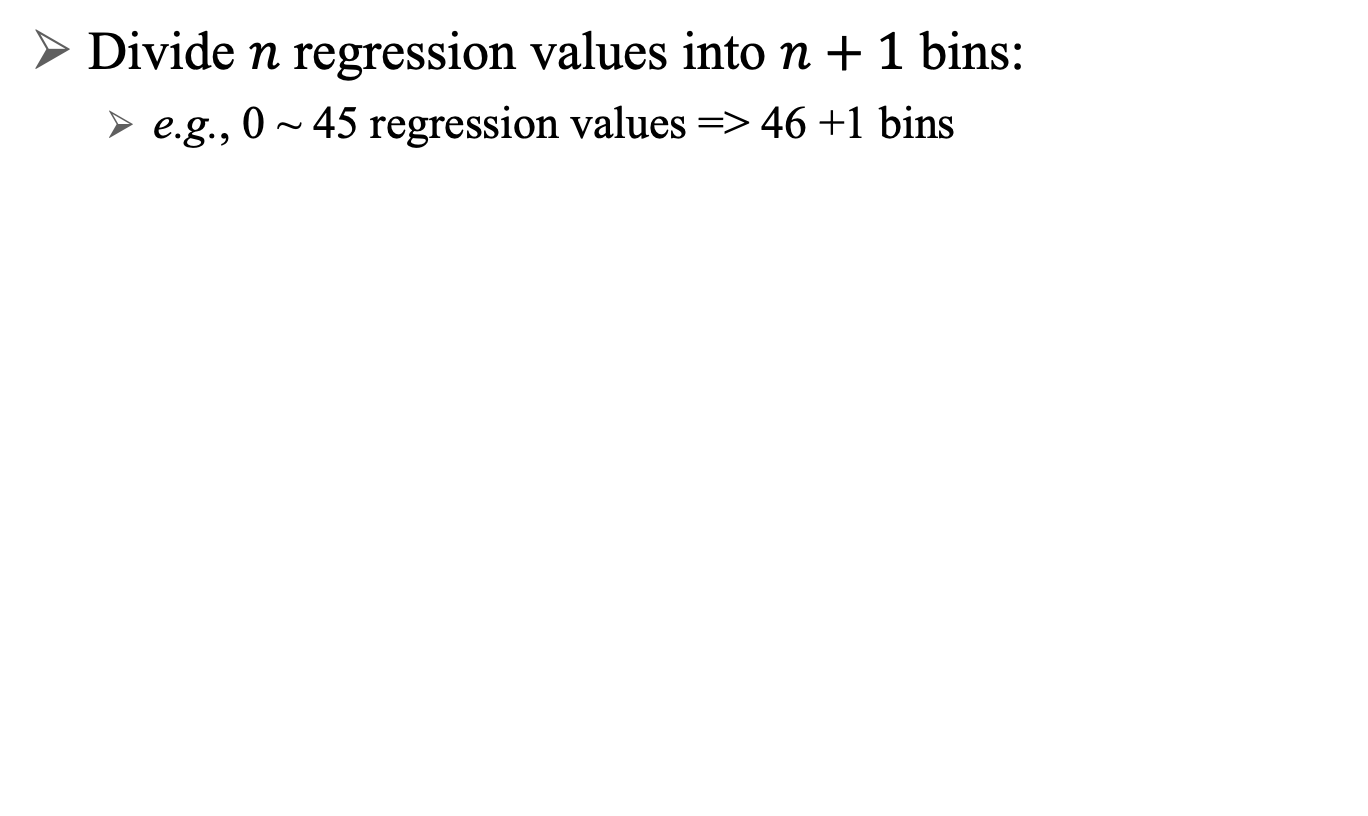 Divide n regression values into n + 1 bins:
e.g., 0 ~ 45 regression values => 46 +1 bins